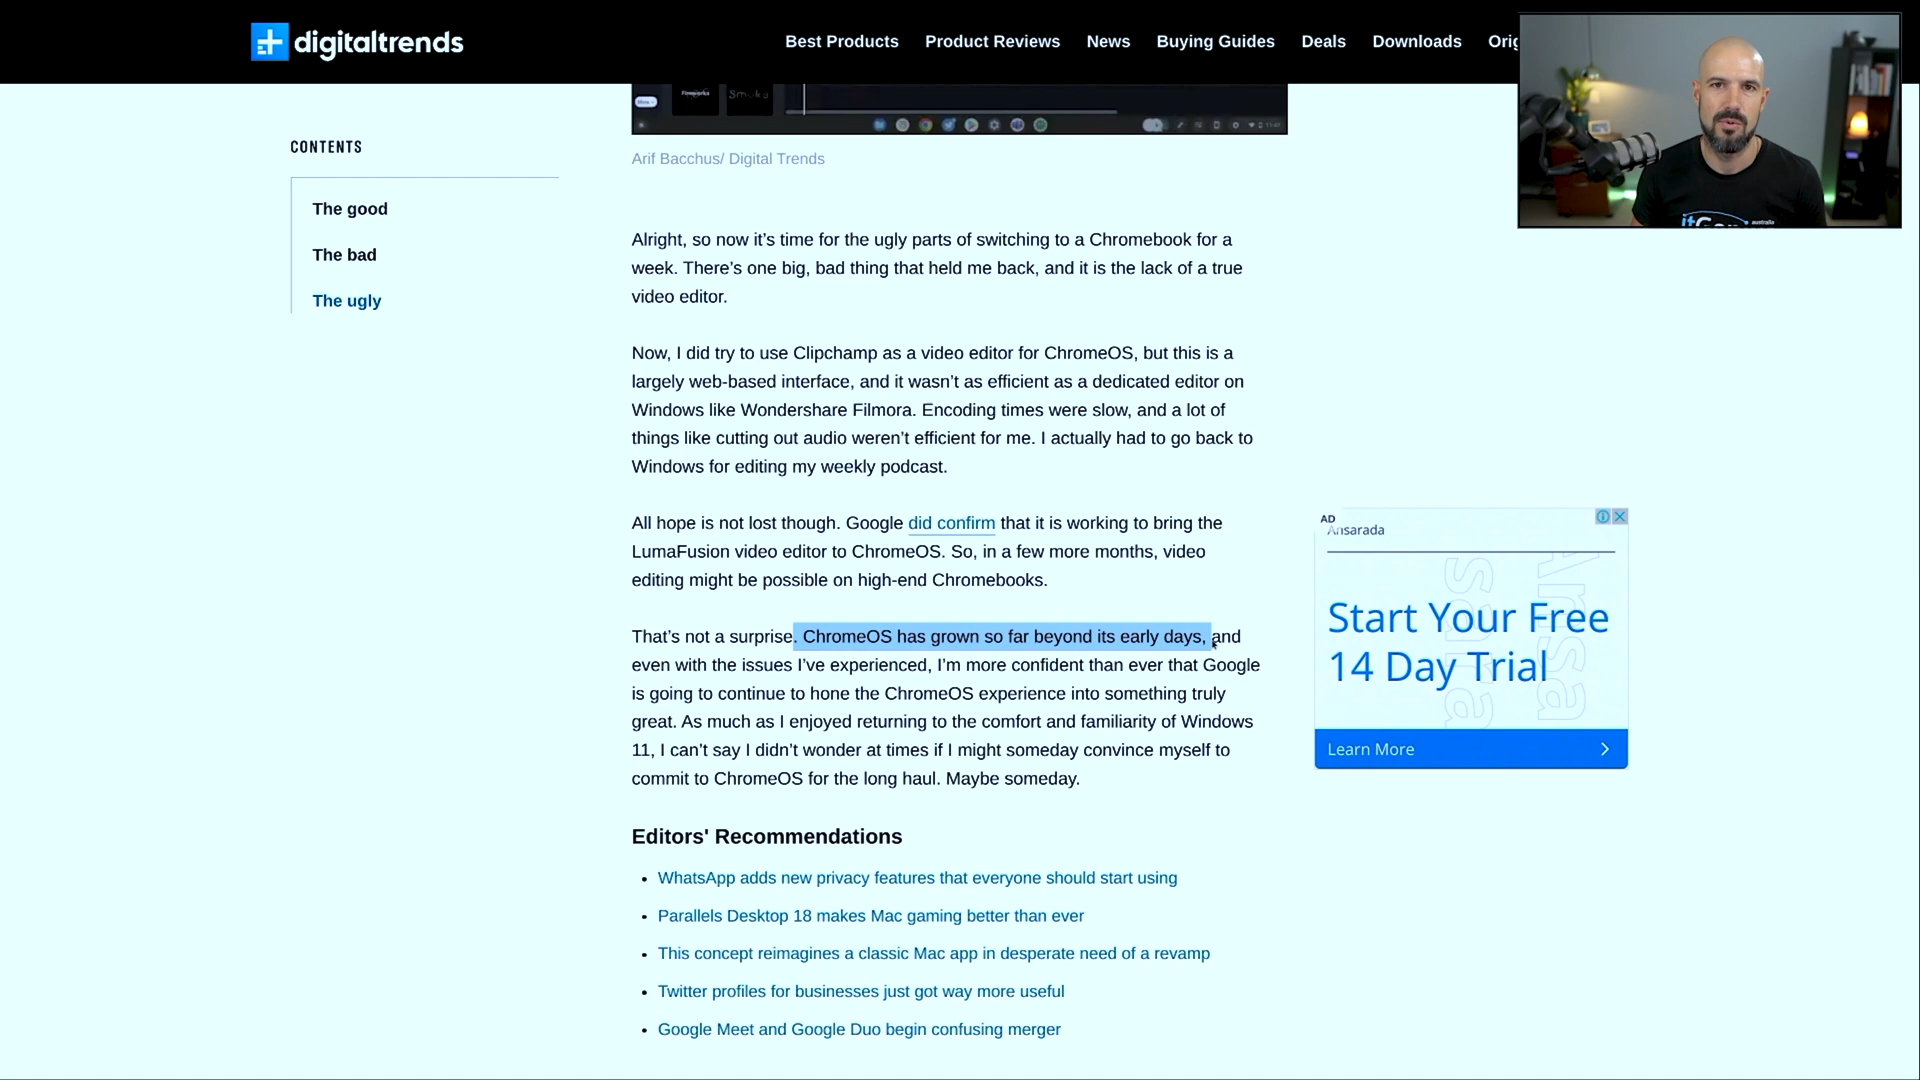 digitaltrends
Best Products Product Reviews News Buying Guides Deals Downloads
CONTENTS
The good
The bad
The ugly
Fireworks Smoke
Arif Bacchus/ Digital Trends
Alright, so now it’s time for the ugly parts of switching to a Chromebook for a
week. There’s one big, bad thing that held me back, and it is the lack of a true
video editor.
Now, I did try to use Clipchamp as a video editor for ChromeOS, but this is a
largely web-based interface, and it wasn’t as efficient as a dedicated editor on
Windows like Wondershare Filmora. Encoding times were slow, and a lot of
things like cutting out audio weren’t efficient for me. I actually had to go back to
Windows for editing my weekly podcast.
All hope is not lost though. Google did confirm that it is working to bring the
LumaFusion video editor to ChromeOS. So, in a few more months, video
editing might be possible on high-end Chromebooks.
That’s not a surprise. ChromeOS has grown so far beyond its early days, and
even with the issues I’ve experienced, I’m more confident than ever that Google
is going to continue to hone the ChromeOS experience into something truly
great. As much as I enjoyed returning to the comfort and familiarity of Windows
11, I can’t say I didn’t wonder at times if I might someday convince myself to
commit to ChromeOS for the long haul. Maybe someday.
Editors' Recommendations
• WhatsApp adds new privacy features that everyone should start using
• Parallels Desktop 18 makes Mac gaming better than ever
• This concept reimagines a classic Mac app in desperate need of a revamp
• Twitter profiles for businesses just got way more useful
• Google Meet and Google Duo begin confusing merger
AD
Ansarada
Ansa
sara
Start Your Free
14 Day Trial
Learn More
australia